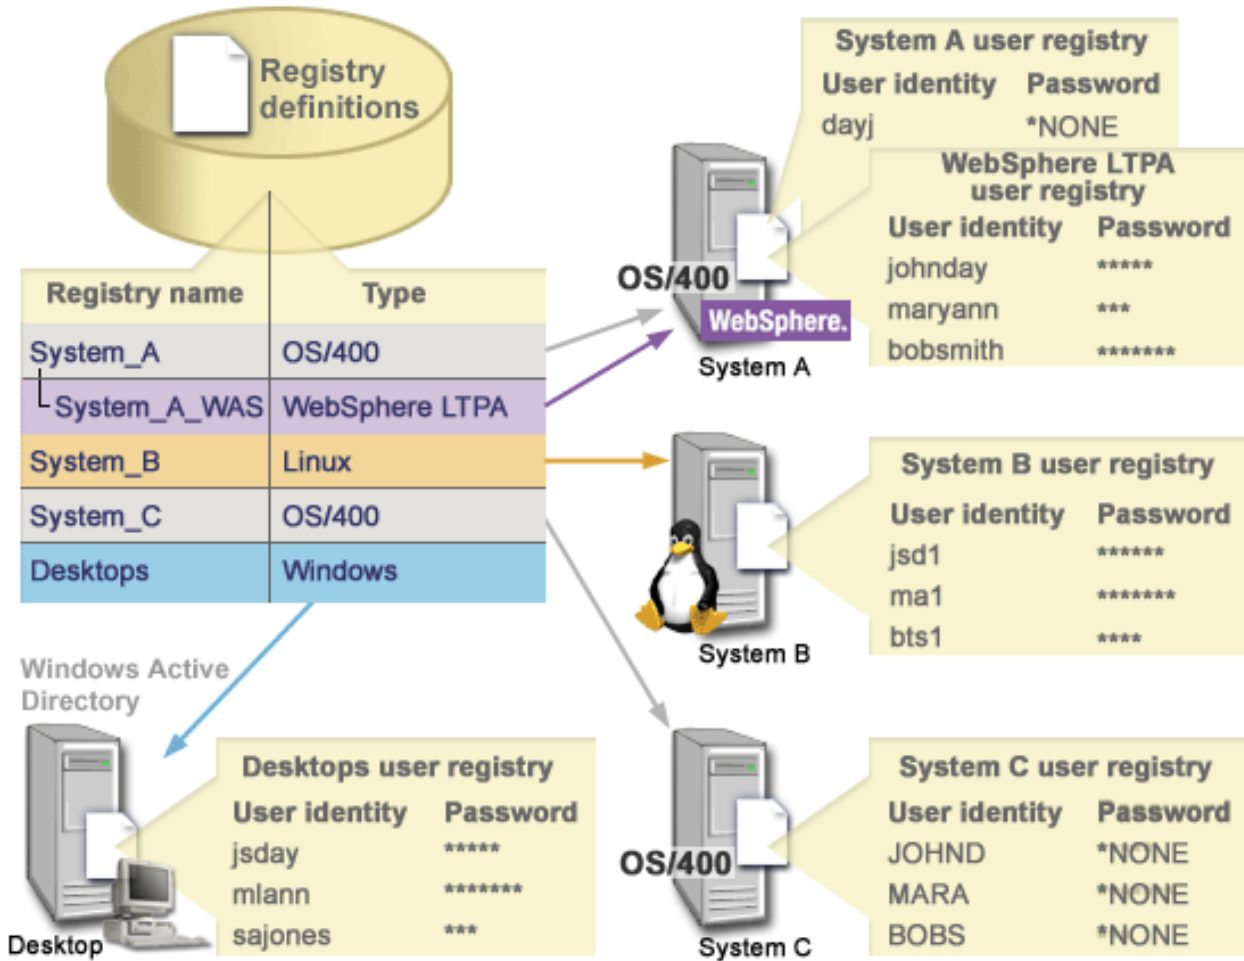 Registry
definitions
Registry name Type
System_A OS/400
System_A_WAS WebSphere LTPA
System_B Linux
System_C OS/400
Desktops Windows
System A user registry
User identity Password
dayj *NONE
WebSphere LTPA
user registry
User identity Password
johnday *****
maryann ***
bobsmith *******
OS/400
WebSphere.
System A
System B user registry
User identity Password
jsd1 ******
ma1 *******
bts1 ****
System B
Windows Active
Directory
Desktops user registry
User identity Password
jsday *****
mlann *******
sajones ***
Desktop
System C user registry
User identity Password
JOHND *NONE
MARA *NONE
BOBS *NONE
OS/400
System C